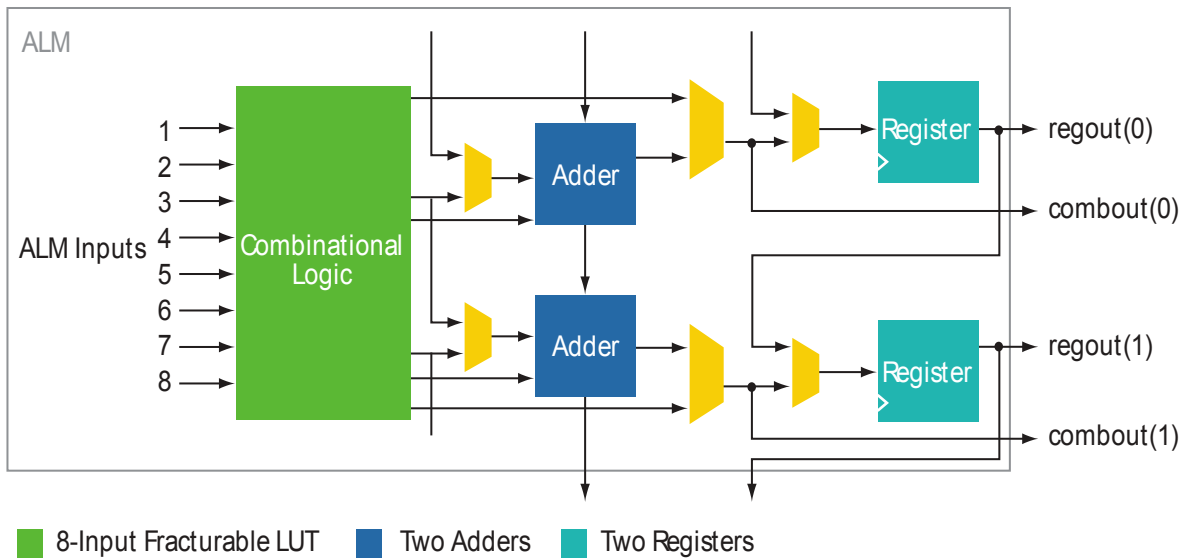 ALM
ALM Inputs
1
2
3
4
5
6
7
8
Combinational
Logic
Adder
Adder
Register
Register
regout(0)
combout(0)
regout(1)
combout(1)
8-Input Fracturable LUT
Two Adders
Two Registers